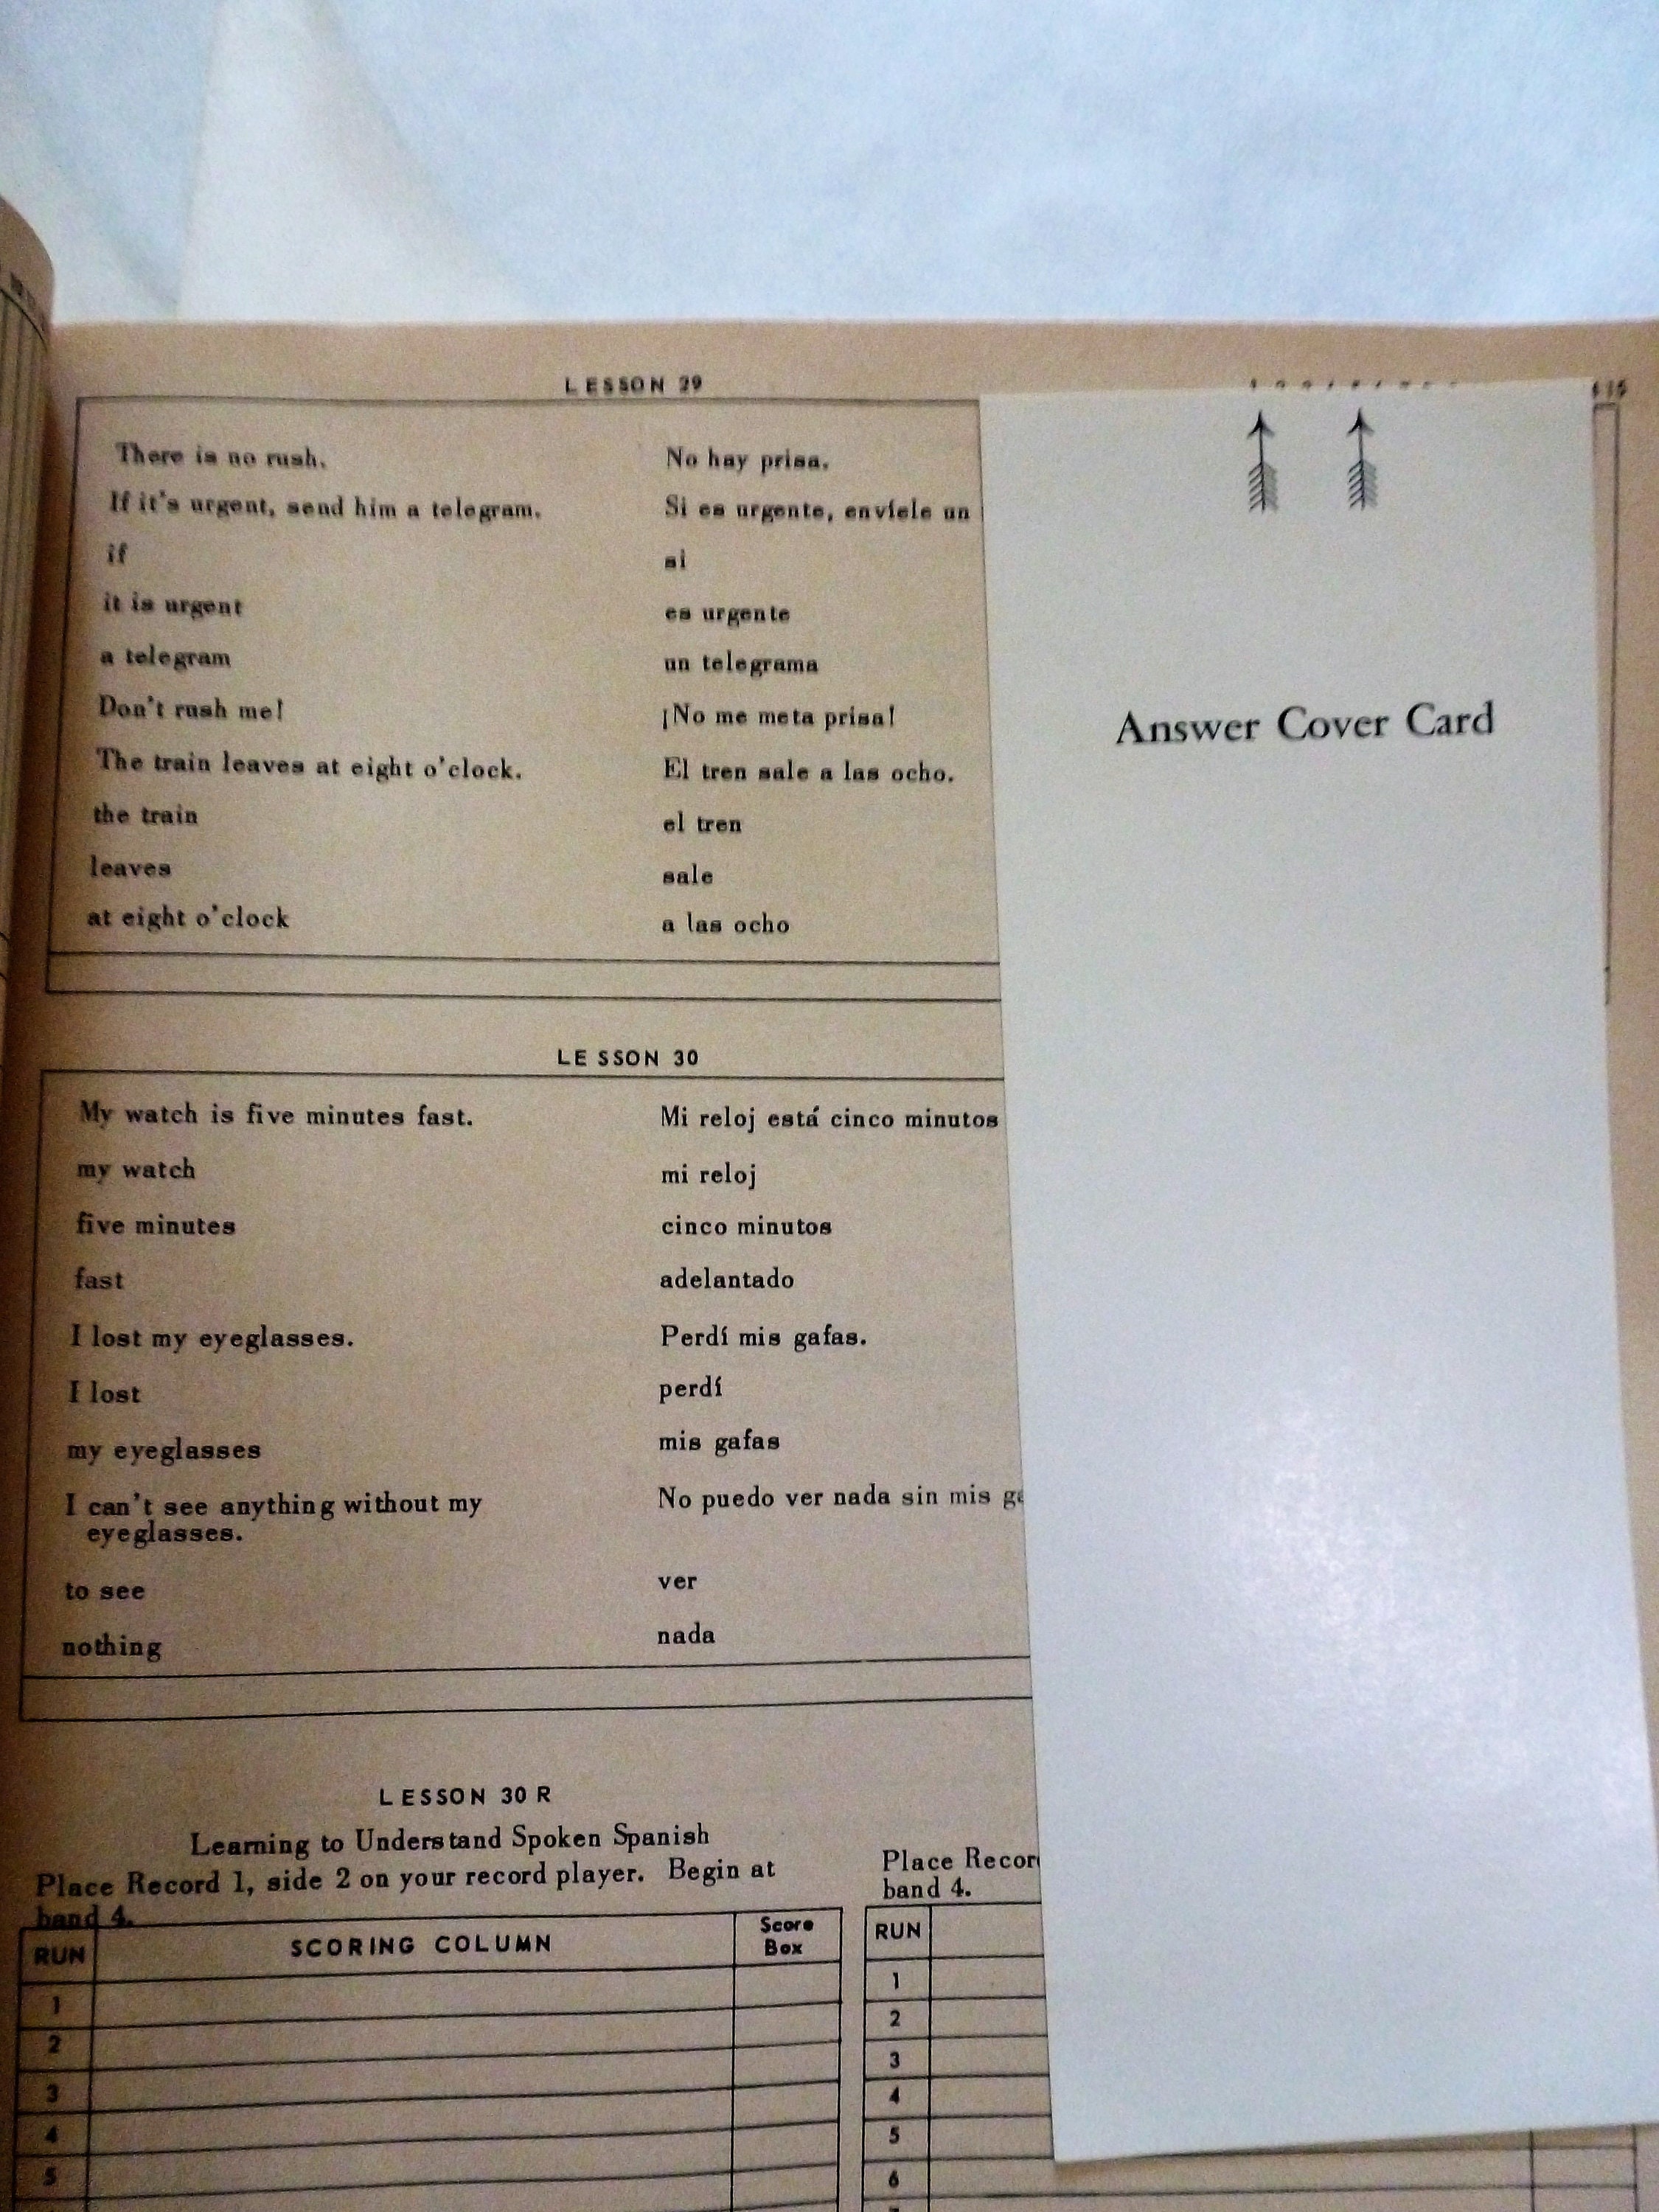 LESSON 29
There is no rush.
No hay prisa.
If it's urgent, send him a telegram.
Si es urgente, envíele un
if
si
it is urgent
es urgente
a telegram
un telegrama
Don't rush me!
¡No me meta prisa!
The train leaves at eight o'clock.
El tren sale a las ocho.
the train
el tren
leaves
sale
at eight o'clock
a las ocho
Answer Cover Card
LESSON 30
My watch is five minutes fast.
Mi reloj está cinco minutos
my watch
mi reloj
five minutes
cinco minutos
fast
adelantado
I lost my eyeglasses.
Perdí mis gafas.
I lost
perdí
my eyeglasses
mis gafas
I can't see anything without my
eyeglasses.
No puedo ver nada sin mis
to see
ver
nothing
nada
LESSON 30 R
Learning to Understand Spoken Spanish
Place Record 1, side 2 on your record player. Begin at
band 4.
RUN SCORING COLUMN Score
Box
1
2
3
4
5
Place Recor
band 4.
RUN
1
2
3
4
5
6